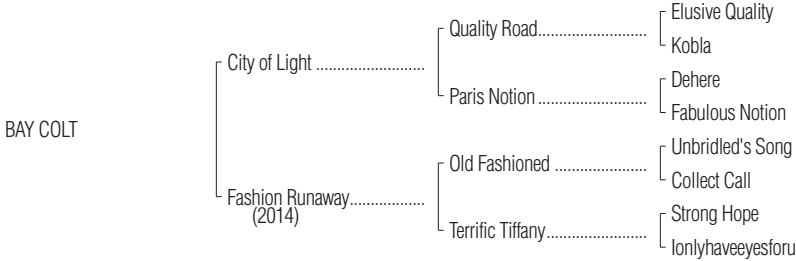 Elusive Quality
Quality Road..........................
Kobla
City of Light ..........................
Dehere
Paris Notion ..........................
Fabulous Notion
BAY COLT
Unbridled's Song
Old Fashioned ......................
Collect Call
Fashion Runaway..................
(2014)
Strong Hope
Terrific Tiffany........................
Ionlyhaveeyesforu